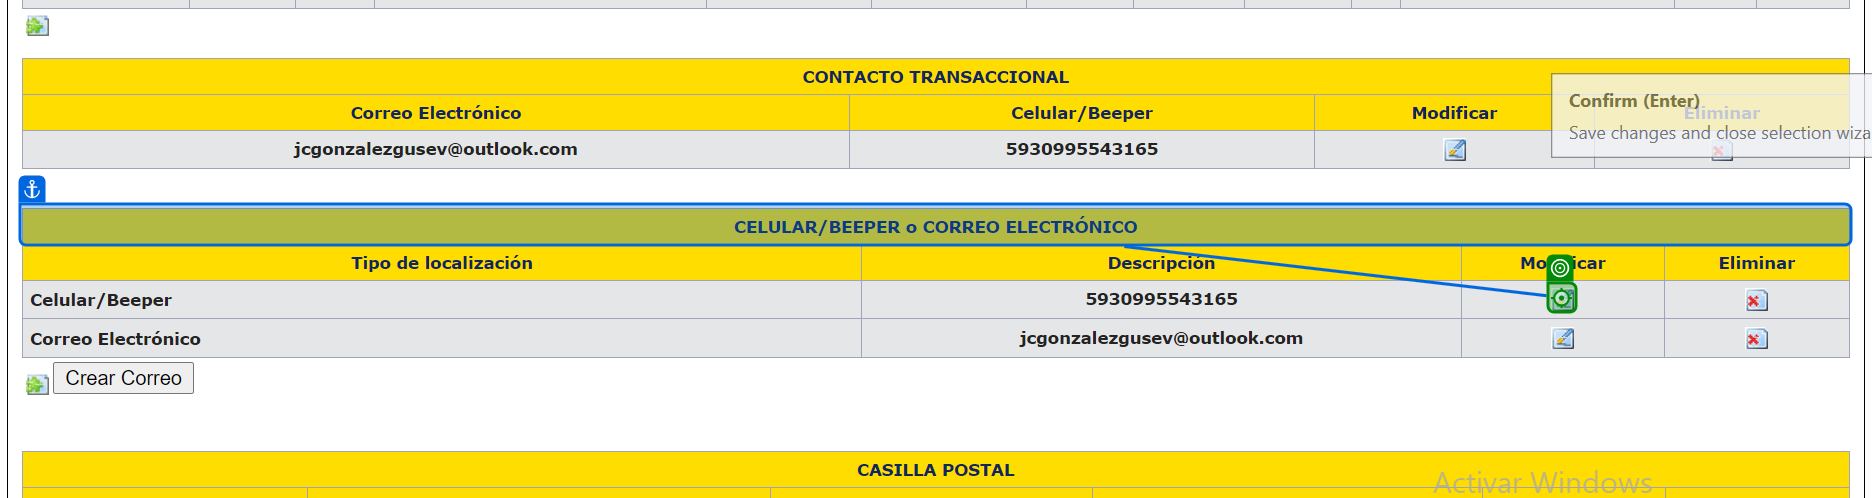 CONTACTO TRANSACCIONAL
Correo Electrónico Celular/Beeper Modificar Eliminar
Confirm (Enter)
Save changes and close selection wiza
jcgonzalezgusev@outlook.com 5930995543165
CELULAR/BEEPER o CORREO ELECTRÓNICO
Tipo de localización Descripción Mo icar Eliminar
Celular/Beeper 5930995543165
Correo Electrónico jcgonzalezgusev@outlook.com
Crear Correo
CASILLA POSTAL
Activar Windows